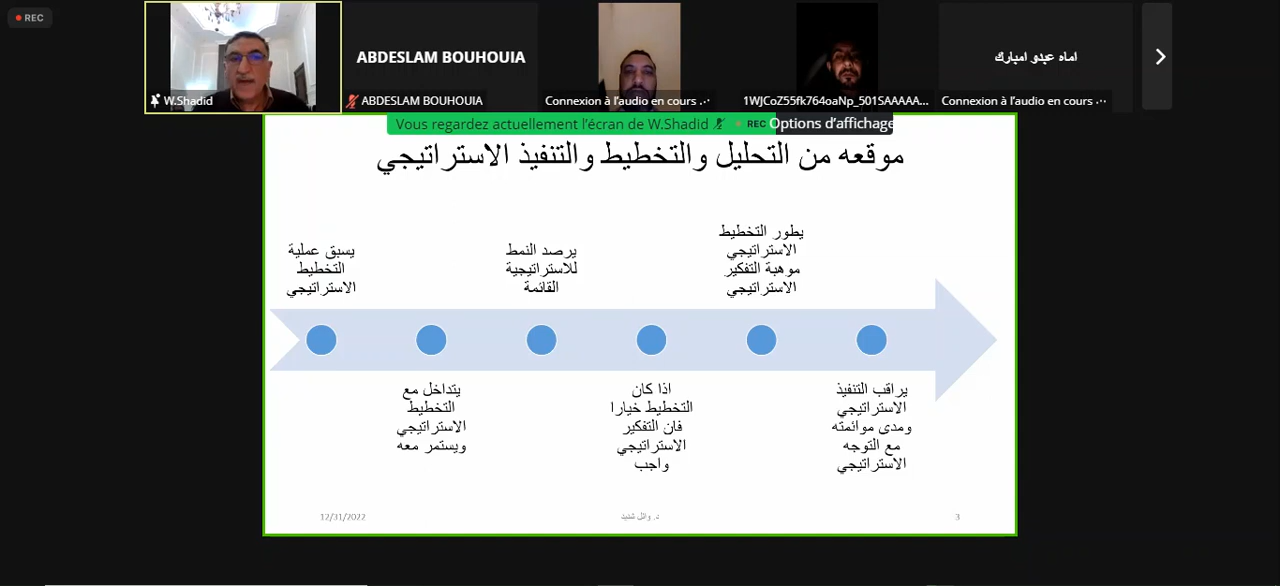 REC
W.Shadid
ABDESLAM BOUHOUIA
ABDESLAM BOUHOUIA
Connexion à l'audio en cours ...
1WJCoZ55fk764oaNp_501SAAAAA...
اماه عبدو امبارك
Connexion à l'audio en cours ...
Vous regardez actuellement l'écran de W.Shadid
REC
Options d'affichage
موقعه من التحليل والتخطيط والتنفيذ الاستراتيجي
يسبق عملية
التخطيط
الاستراتيجي
يتداخل مع
التخطيط
الاستراتيجي
ويستمر معه
يرصد النمط
للاستراتيجية
القائمة
اذا كان
التخطيط خيارا
فان التفكير
الاستراتيجي
واجب
يطور التخطيط
الاستراتيجي
موهبة التفكير
الاستراتيجي
يراقب التنفيذ
الاستراتيجي
ومدى موائمته
مع التوجه
الاستراتيجي
12/31/2022
د. وائل شديد
3